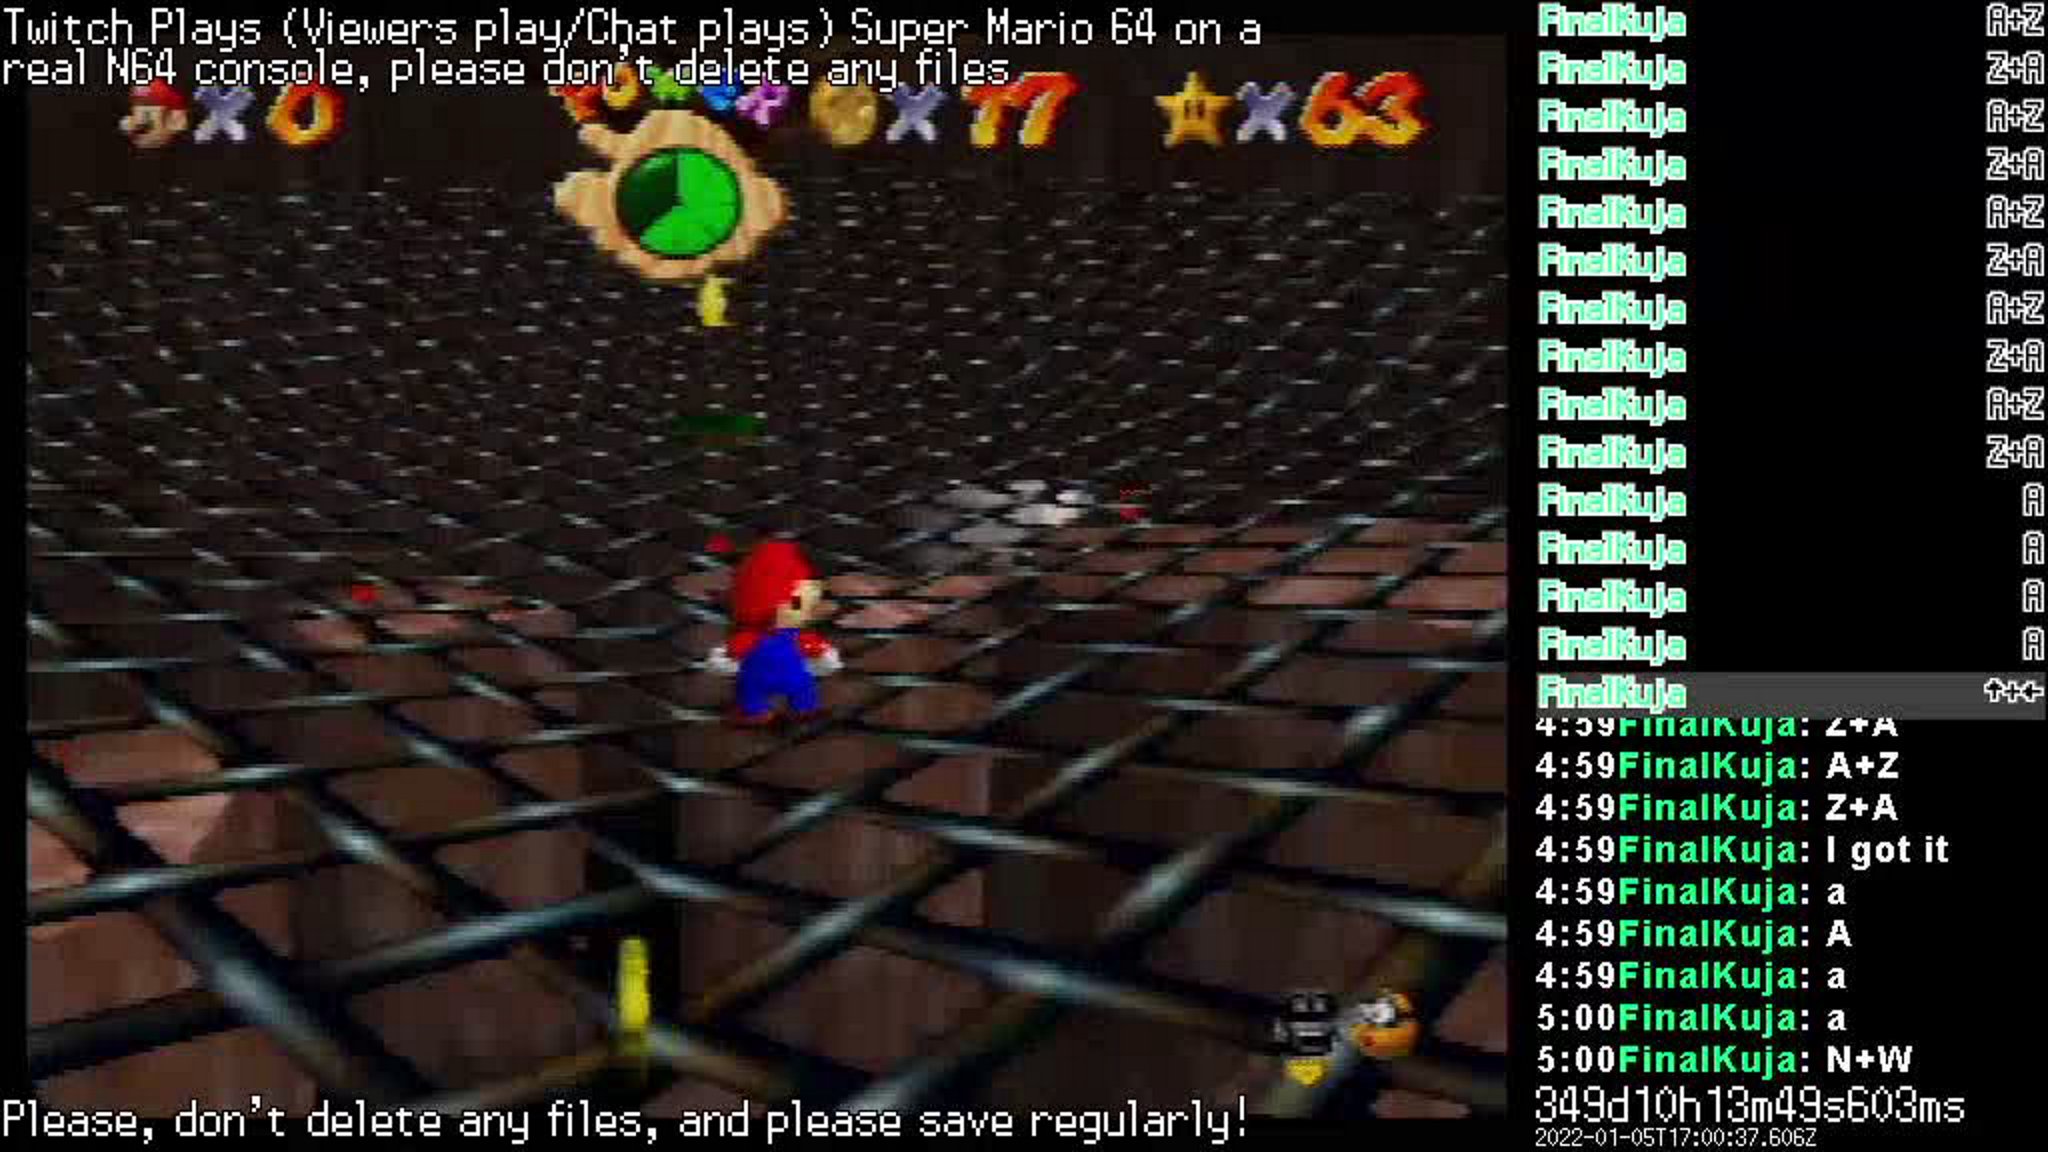 Twitch Plays (Viewers play/Chat plays) Super Mario 64 on a
real N64 console, please don't delete any files
× 0
× 77
× 63
FinalKuja A+Z
FinalKuja Z+A
FinalKuja A+Z
FinalKuja Z+A
FinalKuja A+Z
FinalKuja Z+A
FinalKuja A+Z
FinalKuja Z+A
FinalKuja A+Z
FinalKuja Z+A
FinalKuja A
FinalKuja A
FinalKuja A
FinalKuja A
FinalKuja ↑+←
4:59FinalKuja: Z+A
4:59FinalKuja: A+Z
4:59FinalKuja: Z+A
4:59FinalKuja: I got it
4:59FinalKuja: a
4:59FinalKuja: A
4:59FinalKuja: a
5:00FinalKuja: a
5:00FinalKuja: N+W
349d10h13m49s603ms
2022-01-05T17:00:37.606Z
Please, don't delete any files, and please save regularly!